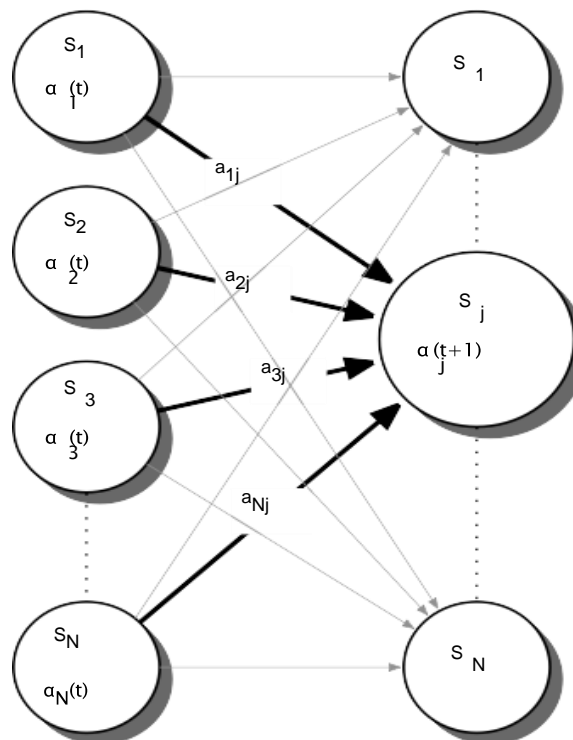 S1
α1(t)
S1
a1j
S2
α2(t)
a2j
Sj
αj(t+1)
S3
a3j
α3(t)
aNj
SN
αN(t)
SN